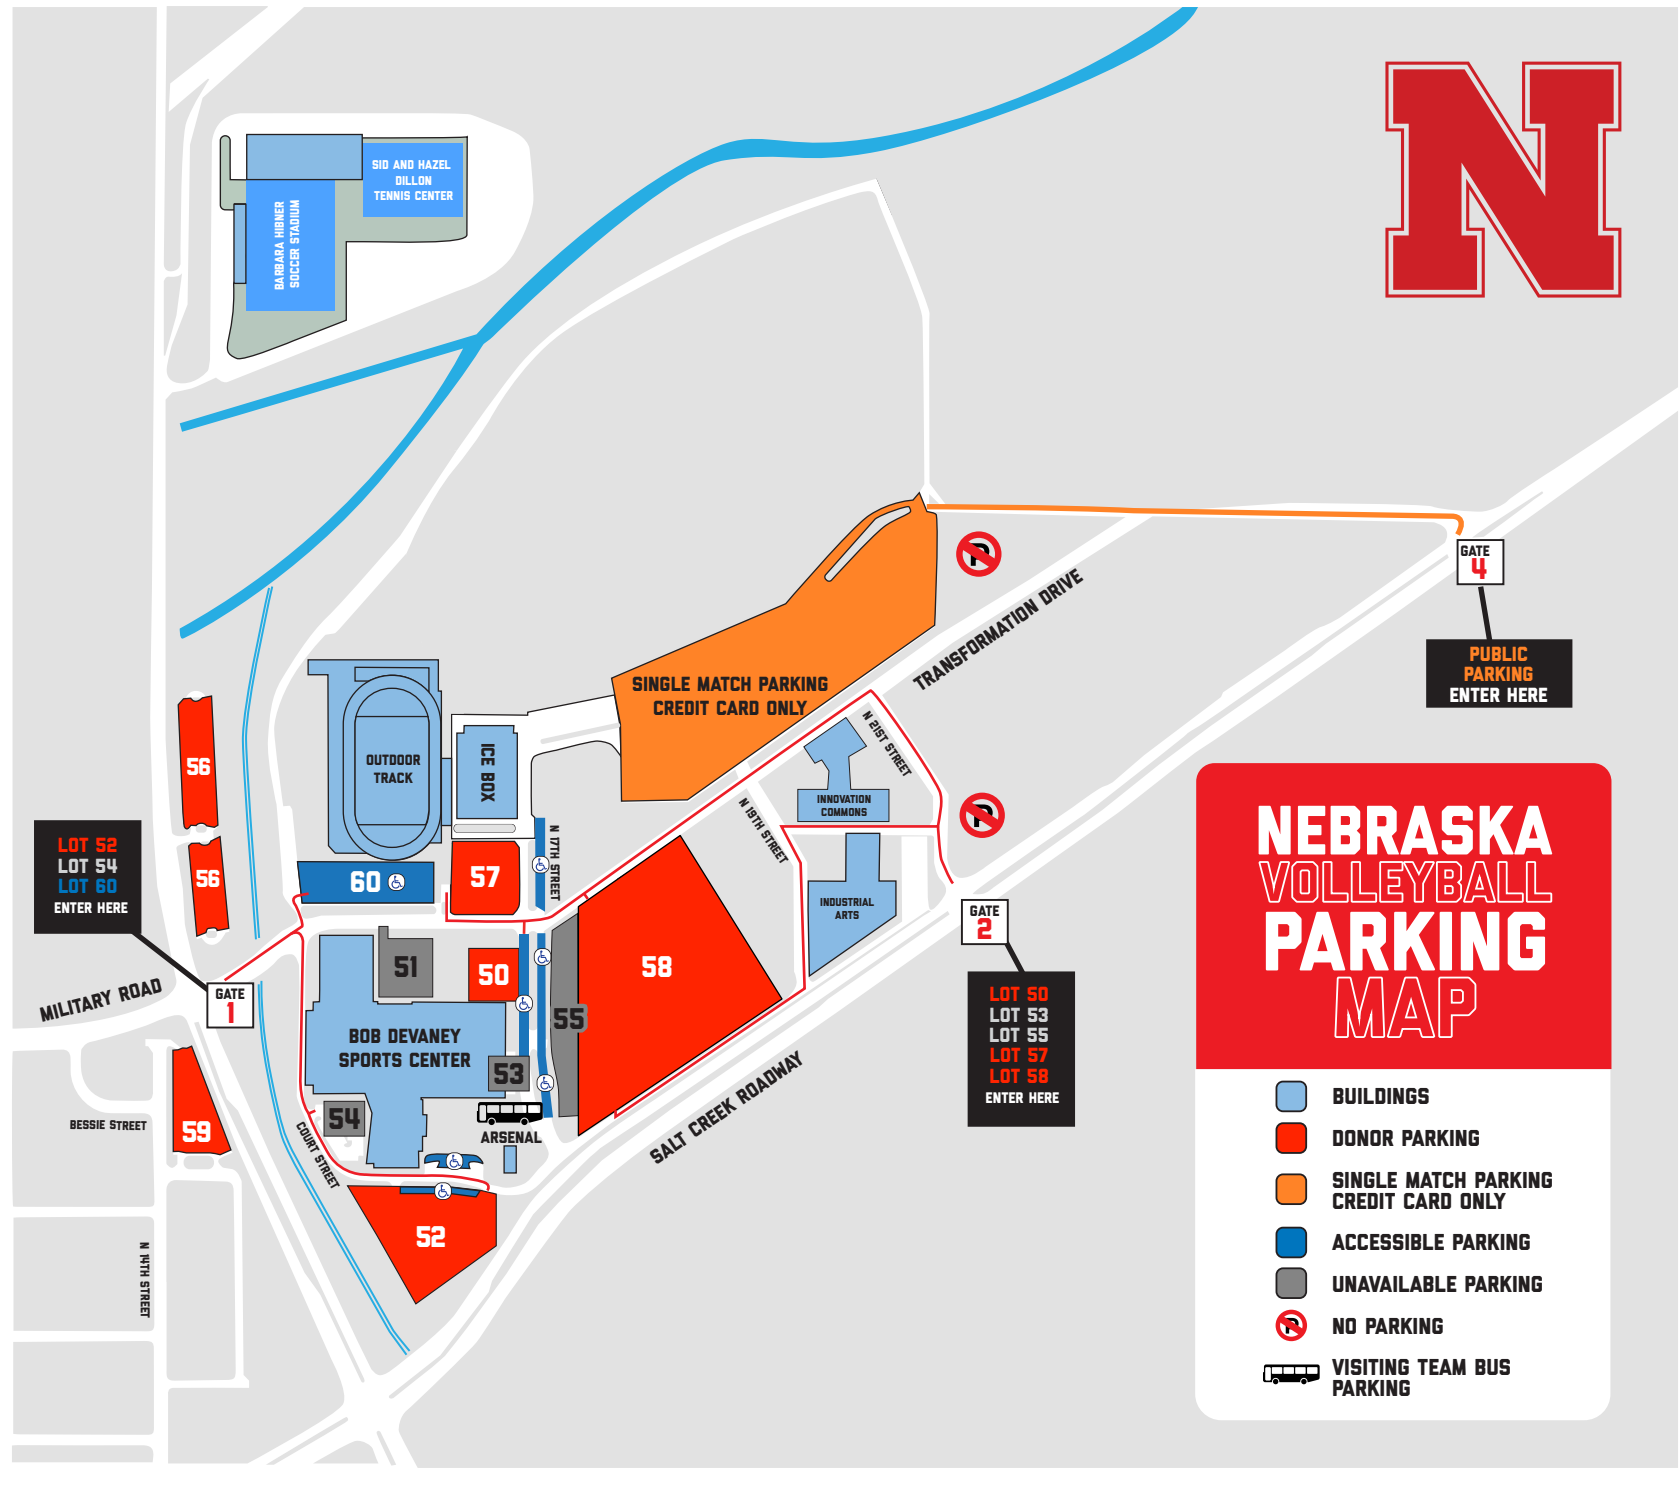 N
SID AND HAZEL
DILLON
TENNIS CENTER
BARBARA HIBNER
SOCCER STADIUM
GATE
4
PUBLIC
PARKING
ENTER HERE
P
TRANSFORMATION DRIVE
SINGLE MATCH PARKING
CREDIT CARD ONLY
N 21ST STREET
OUTDOOR
TRACK
ICE BOX
56
56
INNOVATION
COMMONS
N 19TH STREET
P
N 17TH STREET
LOT 52
LOT 54
LOT 60
ENTER HERE
60
57
INDUSTRIAL
ARTS
GATE
2
51
50
58
MILITARY ROAD
GATE
1
55
LOT 50
LOT 53
LOT 55
LOT 57
LOT 58
ENTER HERE
BOB DEVANEY
SPORTS CENTER
53
54
ARSENAL
SALT CREEK ROADWAY
BESSIE STREET
59
COURT STREET
52
N 14TH STREET
NEBRASKA
VOLLEYBALL
PARKING
MAP
BUILDINGS
DONOR PARKING
SINGLE MATCH PARKING
CREDIT CARD ONLY
ACCESSIBLE PARKING
UNAVAILABLE PARKING
P
NO PARKING
VISITING TEAM BUS
PARKING